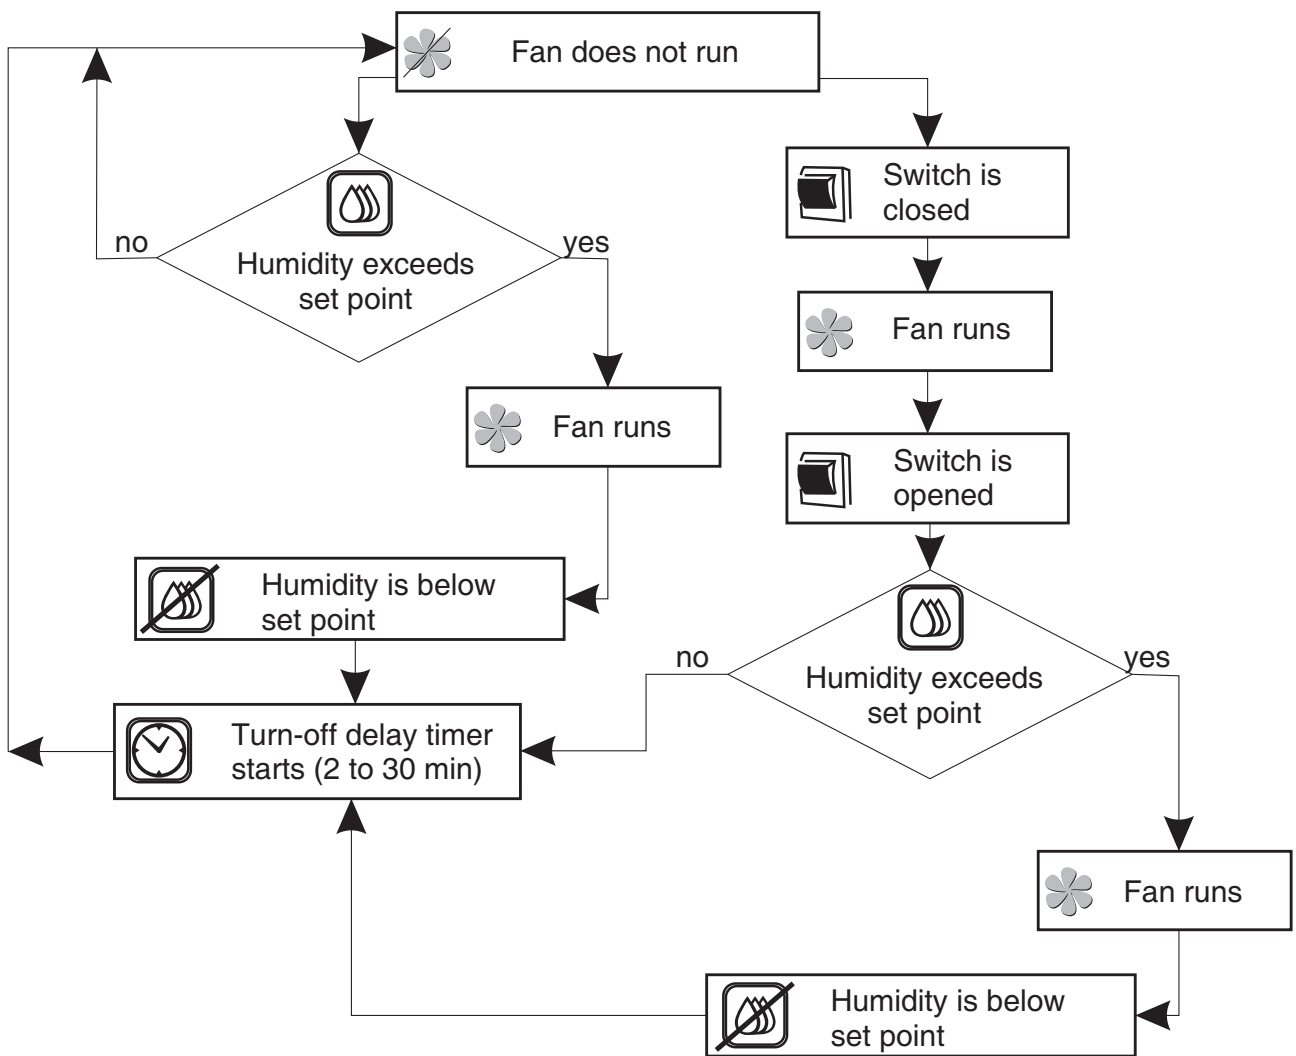 Fan does not run
Switch is
closed
no
yes
Humidity exceeds
set point
Fan runs
Fan runs
Switch is
opened
Humidity is below
set point
no
yes
Humidity exceeds
set point
Turn-off delay timer
starts (2 to 30 min)
Fan runs
Humidity is below
set point